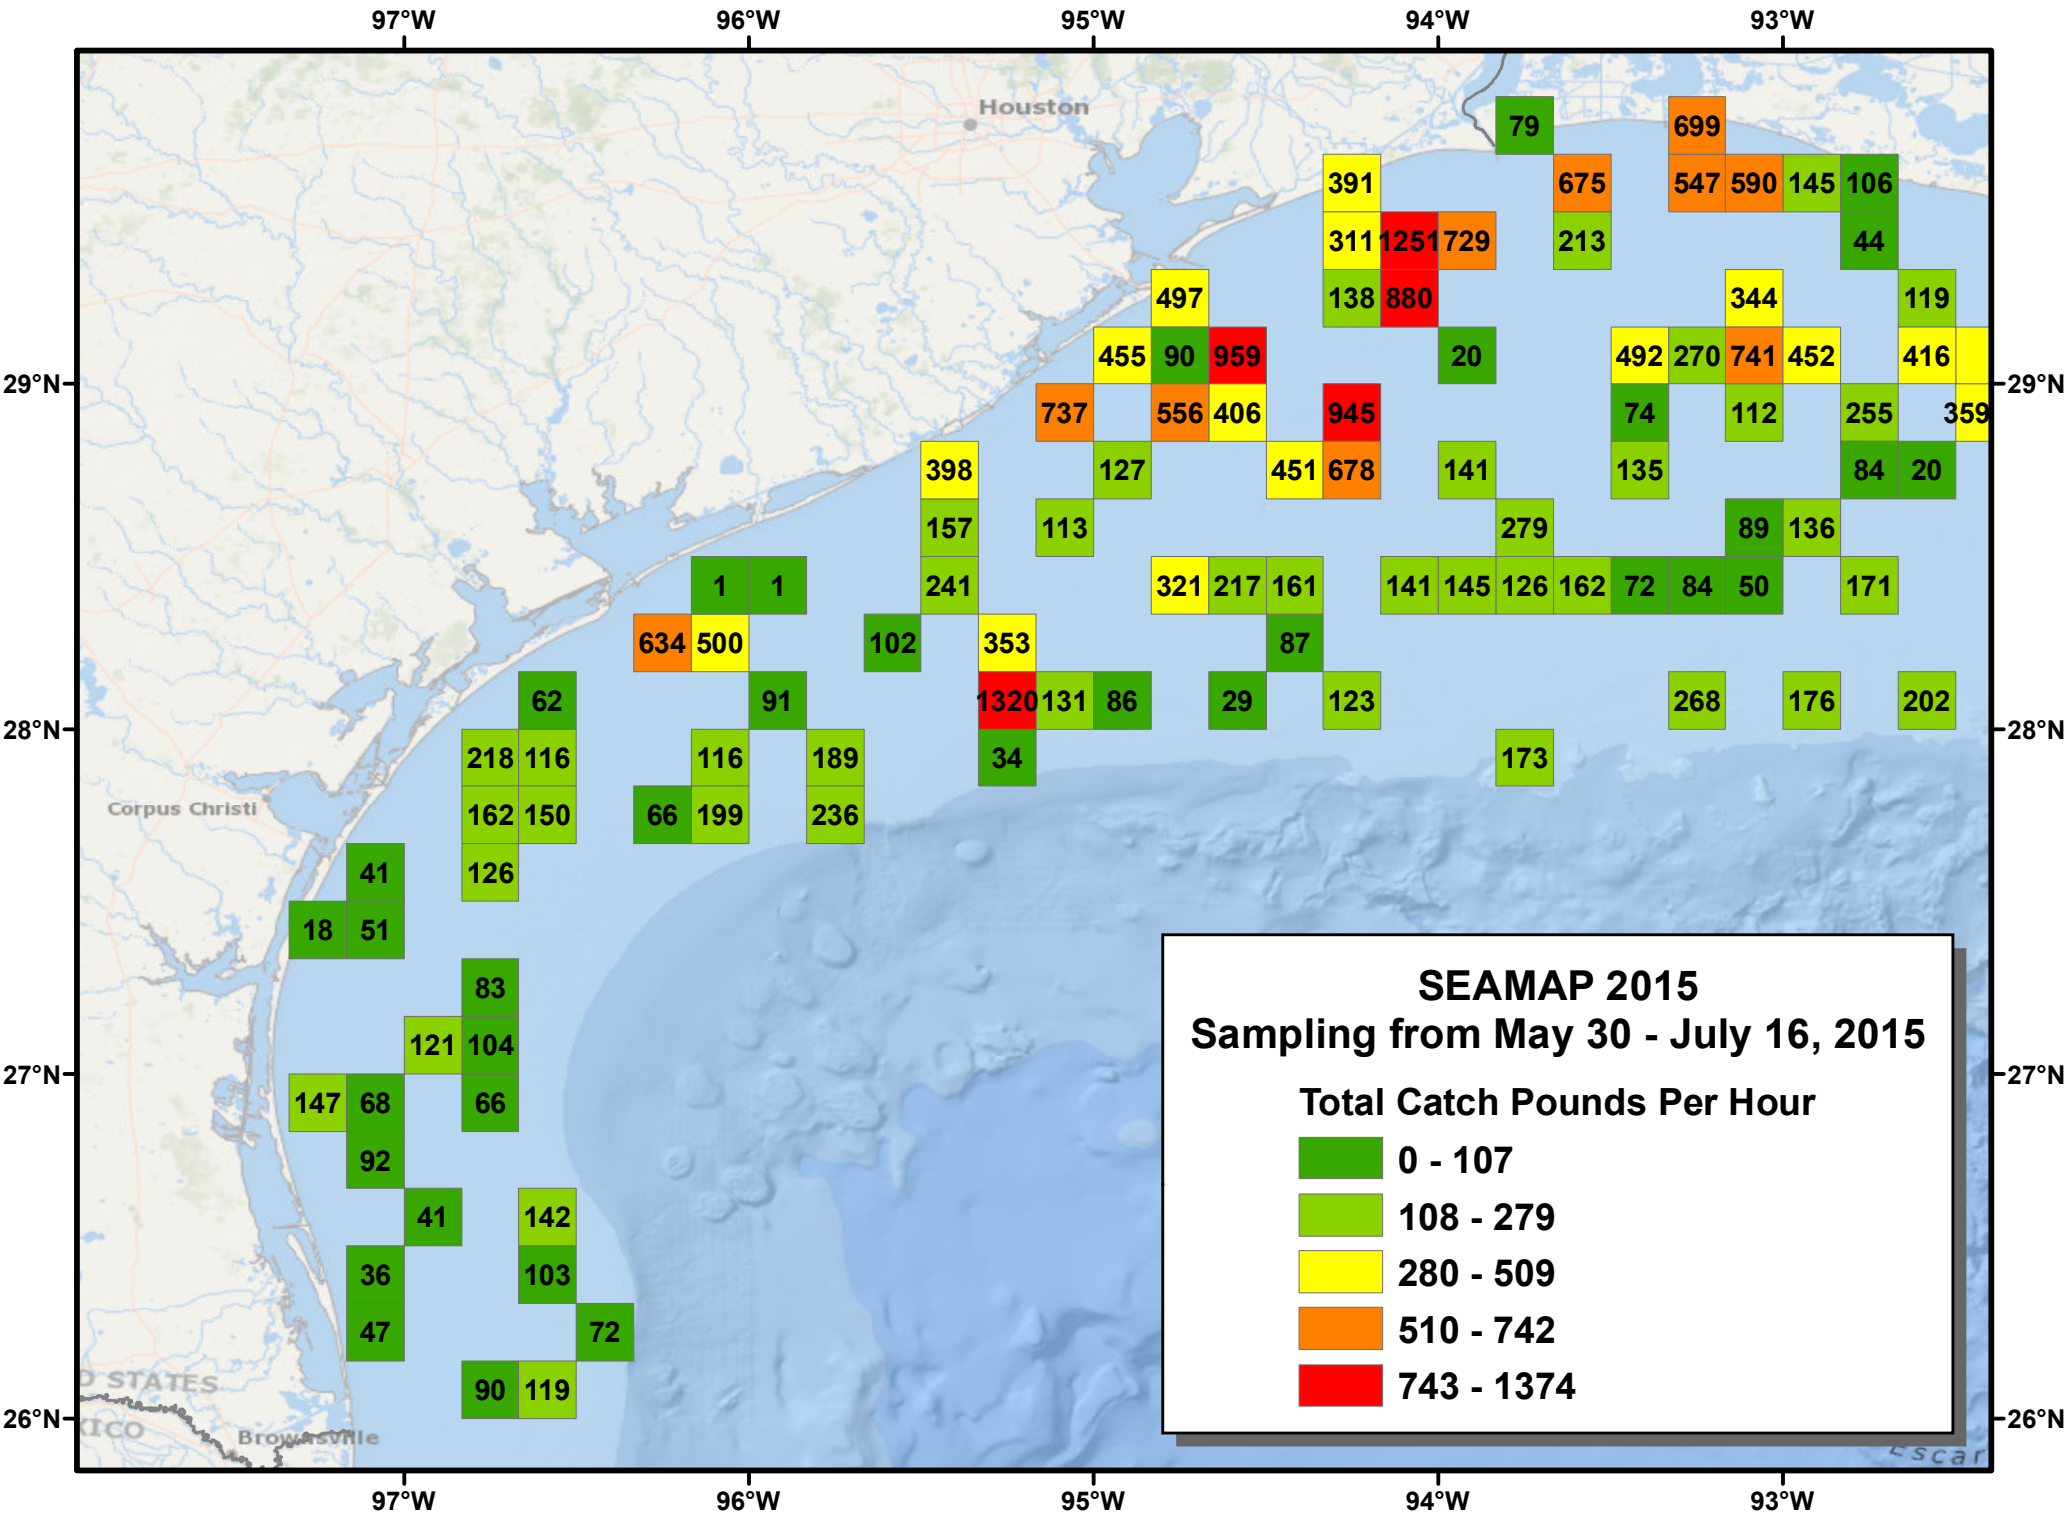 97°W 96°W 95°W 94°W 93°W
Houston
79 699
391 675 547 590 145 106
311 1251 729 213 44
497 138 880 344 119
455 90 959 20 492 270 741 452 416
29°N 29°N
737 556 406 945 74 112 255 359
398 127 451 678 141 135 84 20
157 113 279 89 136
1 1 241 321 217 161 141 145 126 162 72 84 50 171
634 500 102 353 87
62 91 1320 131 86 29 123 268 176 202
28°N 28°N
218 116 116 189 34 173
Corpus Christi
162 150 66 199 236
41 126
18 51
83
121 104
27°N 27°N
147 68 66
92
41 142
36 103
47 72
D STATES
90 119
26°N 26°N
XICO
Brownsville
SEAMAP 2015
Sampling from May 30 - July 16, 2015
Total Catch Pounds Per Hour
0 - 107
108 - 279
280 - 509
510 - 742
743 - 1374
Escar
97°W 96°W 95°W 94°W 93°W